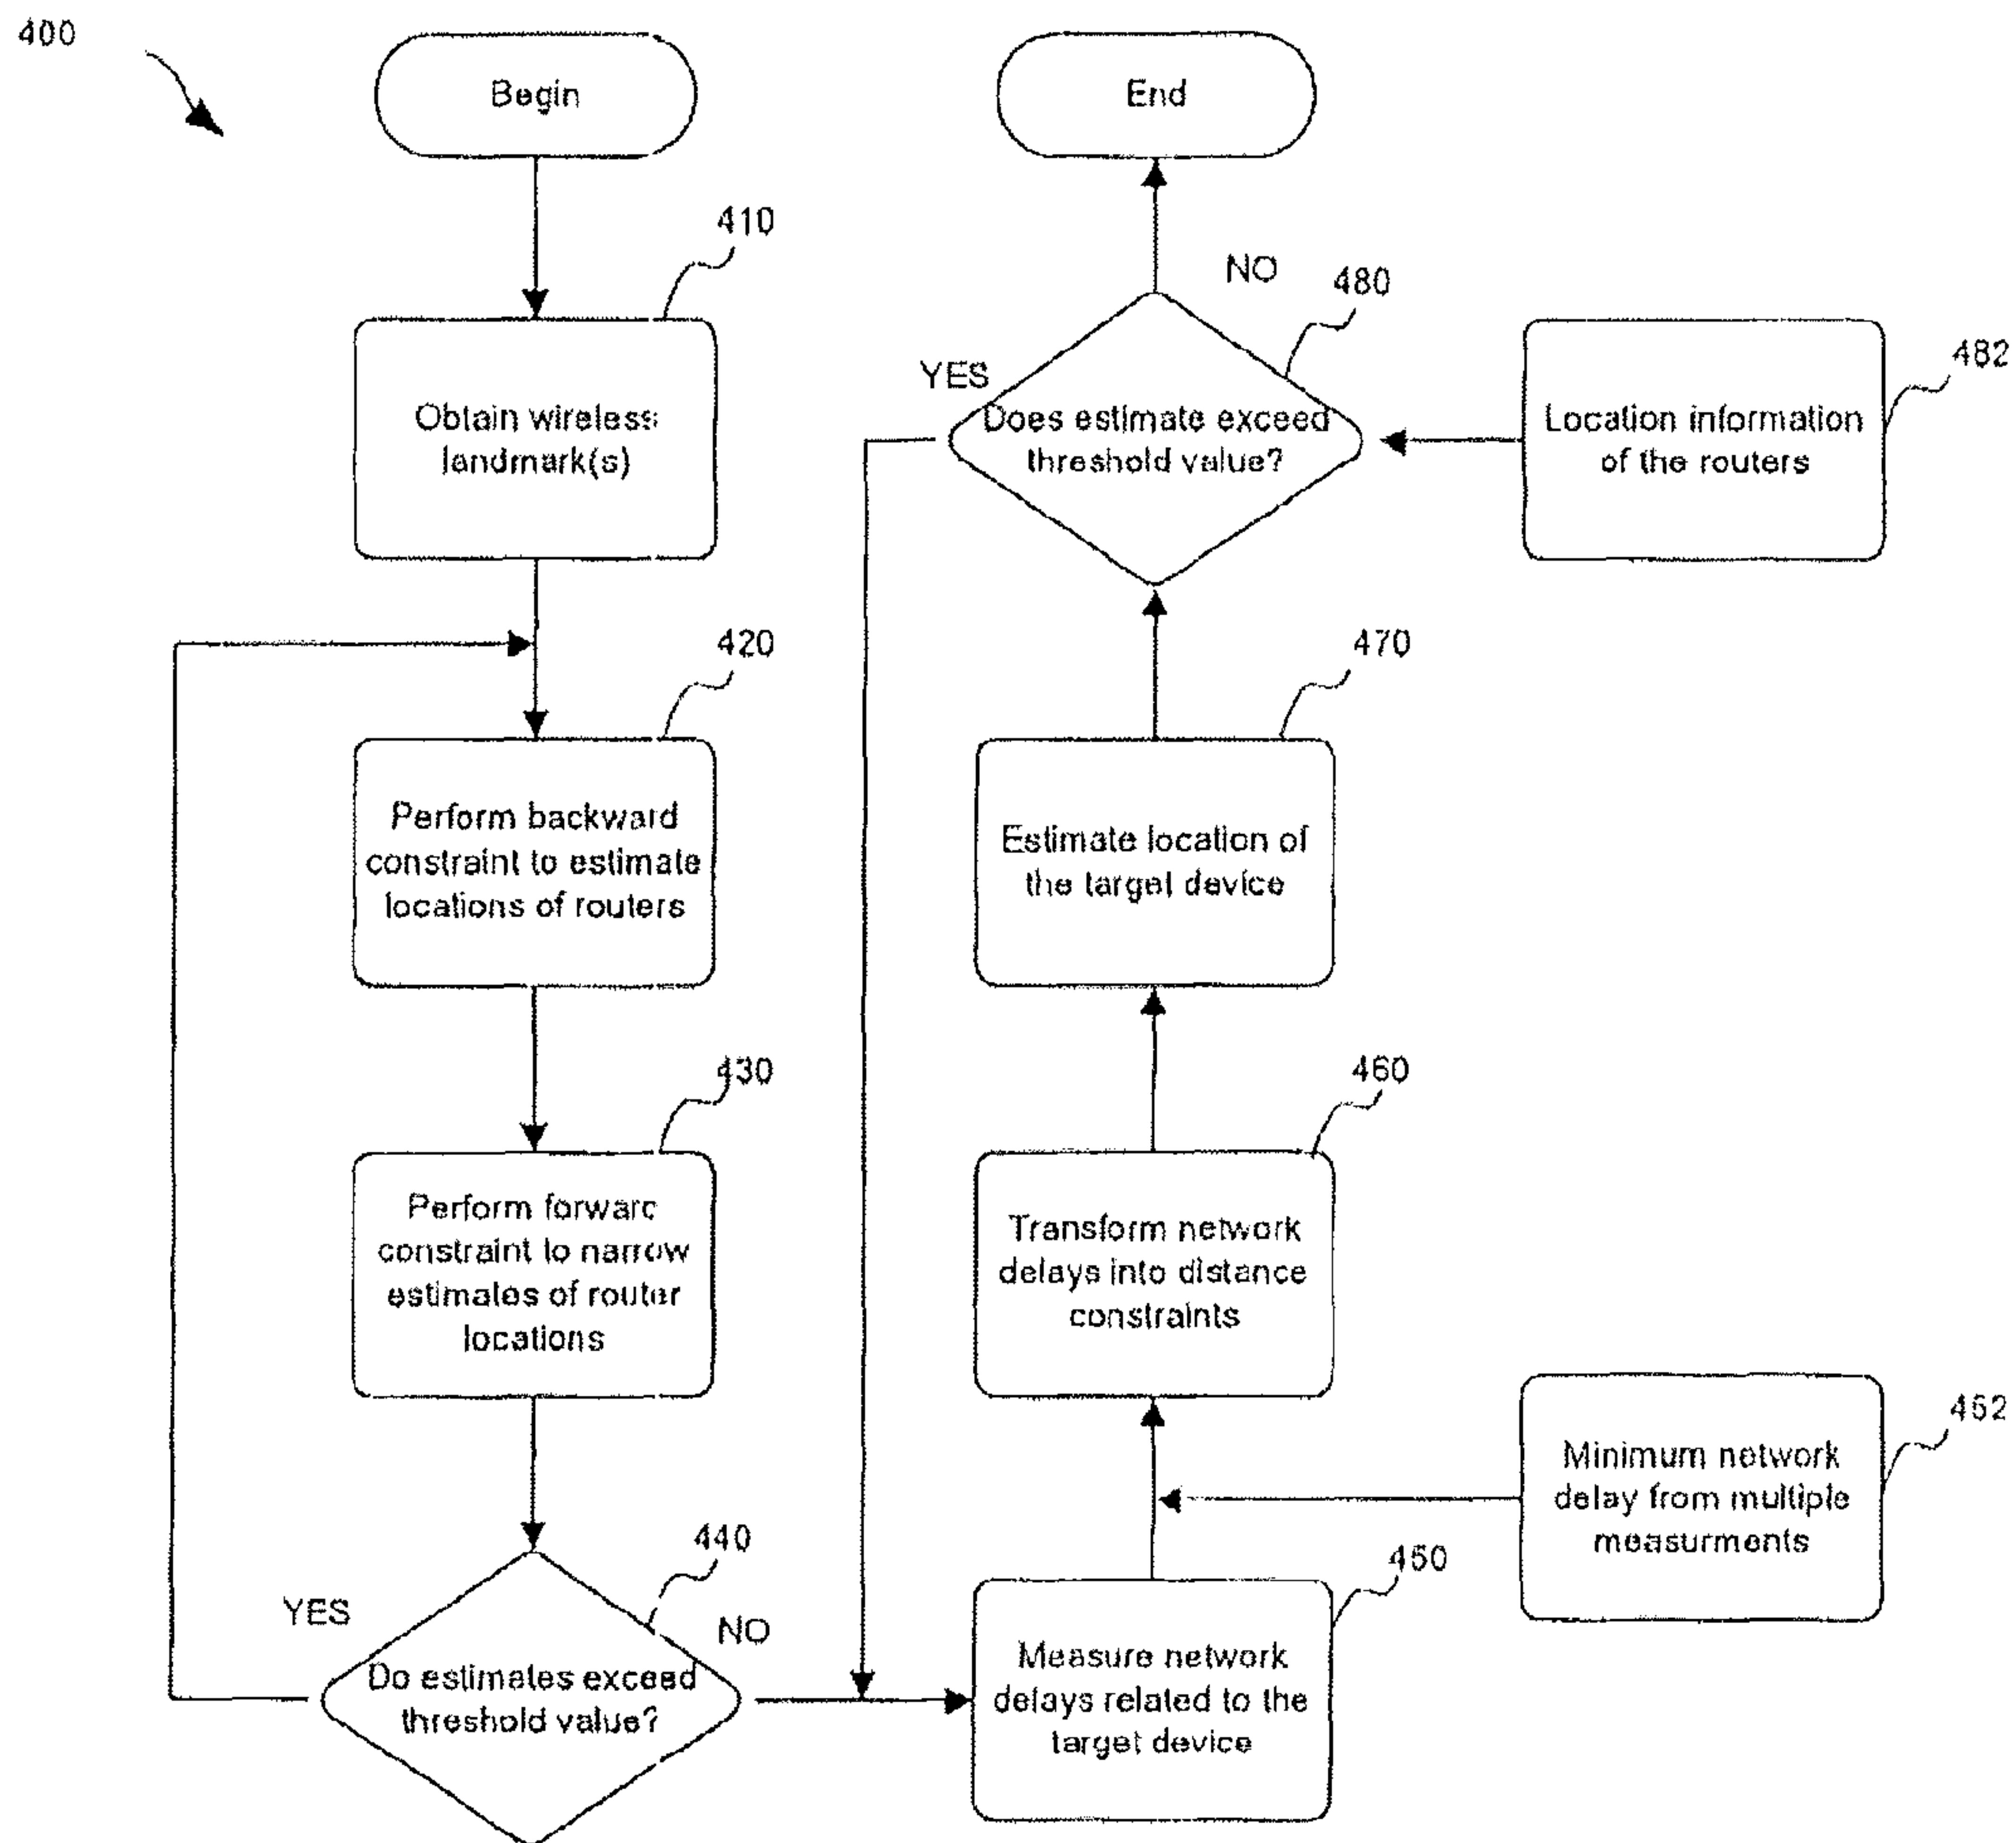 400
Begin
410
Obtain wireless
landmark(s)
420
Perform backward
constraint to estimate
locations of routers
430
Perform forward
constraint to narrow
estimates of router
locations
440
YES
NO
Do estimates exceed
threshold value?
450
Measure network
delays related to the
target device
452
Minimum network
delay from multiple
measurments
460
Transform network
delays into distance
constraints
470
Estimate location of
the target device
480
YES
NO
Does estimate exceed
threshold value?
482
Location information
of the routers
End